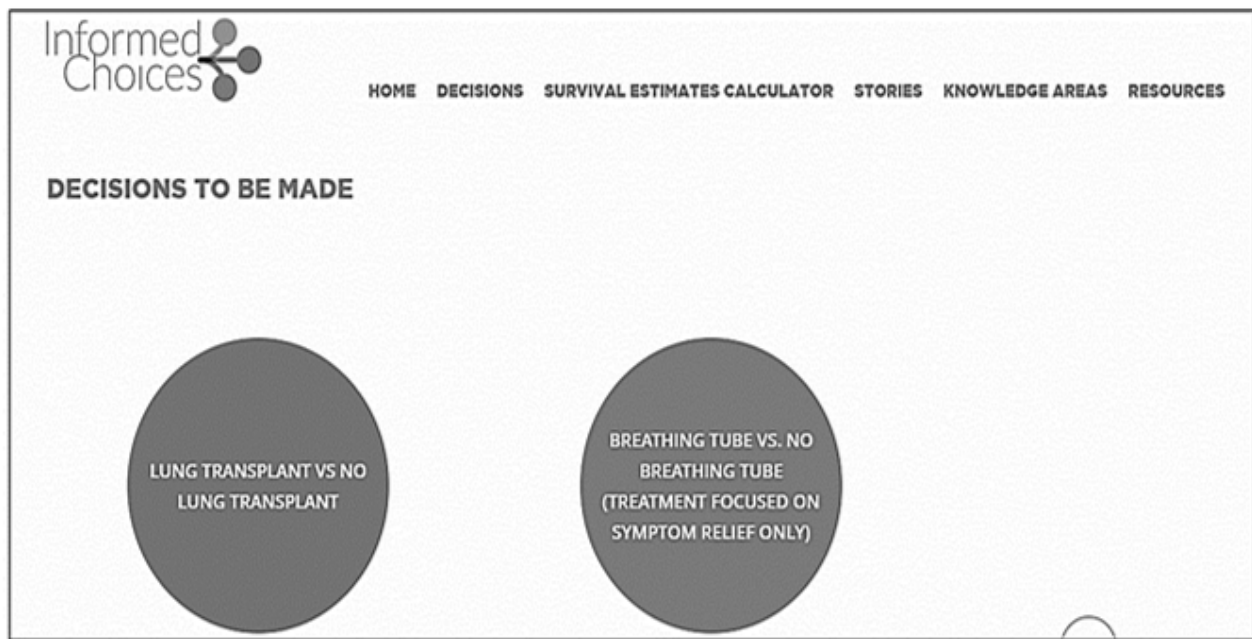 Informed
Choices
HOME DECISIONS SURVIVAL ESTIMATES CALCULATOR STORIES KNOWLEDGE AREAS RESOURCES
DECISIONS TO BE MADE
LUNG TRANSPLANT VS NO
LUNG TRANSPLANT
BREATHING TUBE VS. NO
BREATHING TUBE
(TREATMENT FOCUSED ON
SYMPTOM RELIEF ONLY)